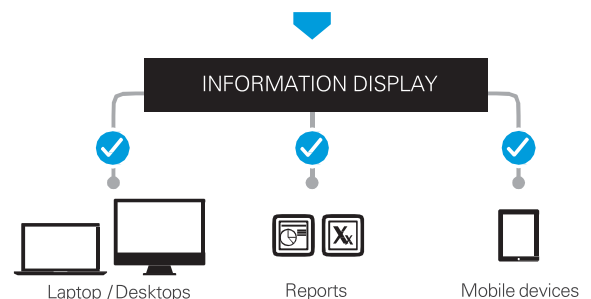 INFORMATION DISPLAY
Laptop / Desktops
Reports
Mobile devices